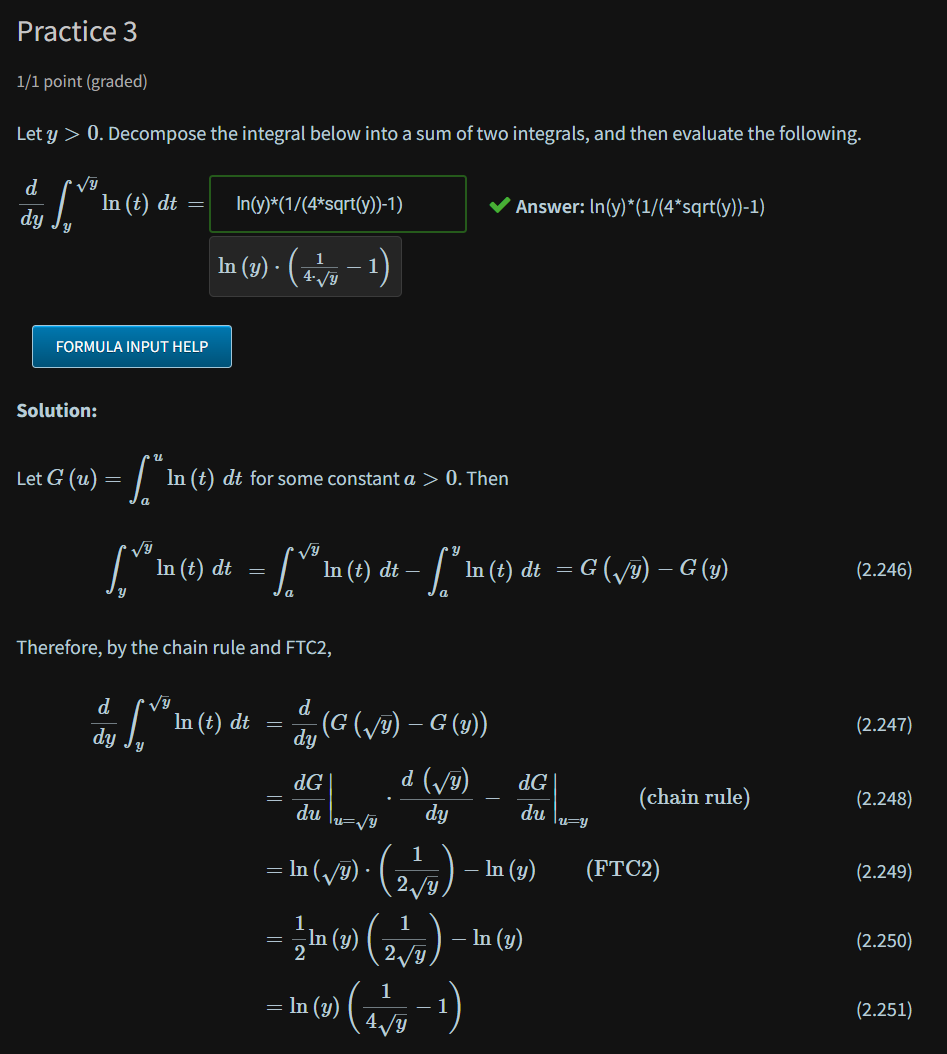 Practice 3
1/1 point (graded)
Let y > 0. Decompose the integral below into a sum of two integrals, and then evaluate the following.
d/dy ∫_y^√y ln (t) dt = ln(y)*(1/(4*sqrt(y))-1) ✔ Answer: ln(y)*(1/(4*sqrt(y))-1)
ln (y) · (1/(4·√y) − 1)
FORMULA INPUT HELP
Solution:
Let G (u) = ∫_a^u ln (t) dt for some constant a > 0. Then
∫_y^√y ln (t) dt = ∫_a^√y ln (t) dt − ∫_a^y ln (t) dt = G (√y) − G (y) (2.246)
Therefore, by the chain rule and FTC2,
d/dy ∫_y^√y ln (t) dt = d/dy (G (√y) − G (y)) (2.247)
= dG/du |_{u=√y} · d (√y)/dy − dG/du |_{u=y} (chain rule) (2.248)
= ln (√y) · (1/(2√y)) − ln (y) (FTC2) (2.249)
= 1/2 ln (y) (1/(2√y)) − ln (y) (2.250)
= ln (y) (1/(4√y) − 1) (2.251)